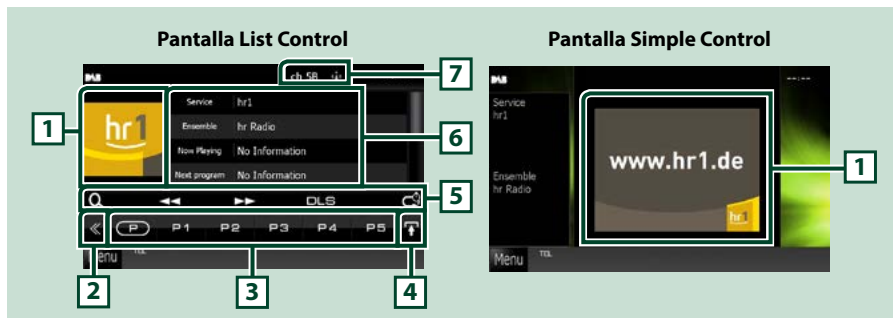 Pantalla List Control
DAB
ch 5B
7
1
hr1
Service hr1
Ensemble hr Radio
Now Playing No Information
Next program No Information
6
DLS
5
P P1 P2 P3 P4 P5
Menu TEL
2
3
4
Pantalla Simple Control
DAB
--:--
Service
hr1
Ensemble
hr Radio
www.hr1.de
hr1
1
Menu TEL